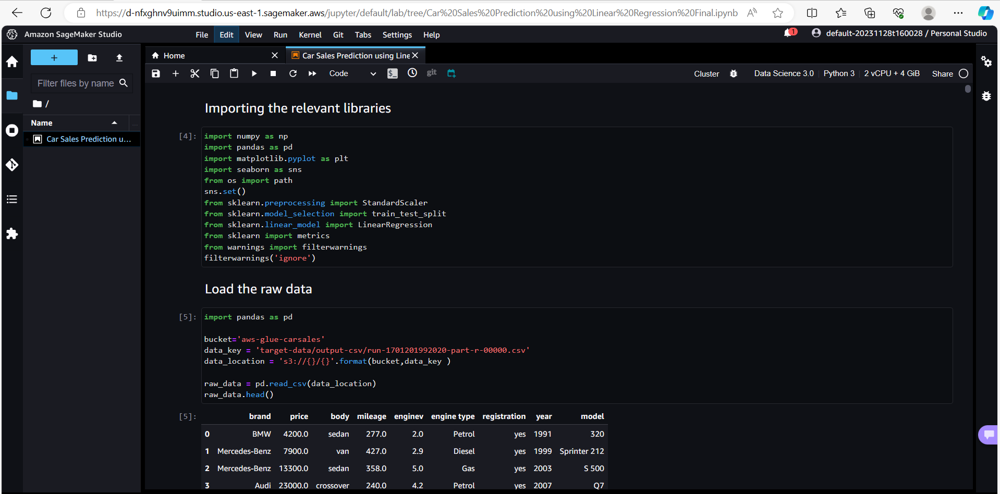 https://d-nfxghnv9uimm.studio.us-east-1.sagemaker.aws/jupyter/default/lab/tree/Car%20Sales%20Prediction%20using%20Linear%20Regression%20Final.ipynb
Amazon SageMaker Studio File Edit View Run Kernel Git Tabs Settings Help 1 default-20231128t160028 / Personal Studio
+ Home Car Sales Prediction using Line
Code git Cluster Data Science 3.0 Python 3 2 vCPU + 4 GiB Share
Filter files by name
/
Name
Car Sales Prediction u...
Importing the relevant libraries
[4]: import numpy as np
import pandas as pd
import matplotlib.pyplot as plt
import seaborn as sns
from os import path
sns.set()
from sklearn.preprocessing import StandardScaler
from sklearn.model_selection import train_test_split
from sklearn.linear_model import LinearRegression
from sklearn import metrics
from warnings import filterwarnings
filterwarnings('ignore')
Load the raw data
[5]: import pandas as pd
bucket='aws-glue-carsales'
data_key = 'target-data/output-csv/run-1701201992020-part-r-00000.csv'
data_location = 's3://{}/{}'.format(bucket,data_key )
raw_data = pd.read_csv(data_location)
raw_data.head()
[5]: brand price body mileage enginev engine type registration year model
0 BMW 4200.0 sedan 277.0 2.0 Petrol yes 1991 320
1 Mercedes-Benz 7900.0 van 427.0 2.9 Diesel yes 1999 Sprinter 212
2 Mercedes-Benz 13300.0 sedan 358.0 5.0 Gas yes 2003 S 500
3 Audi 23000.0 crossover 240.0 4.2 Petrol yes 2007 Q7